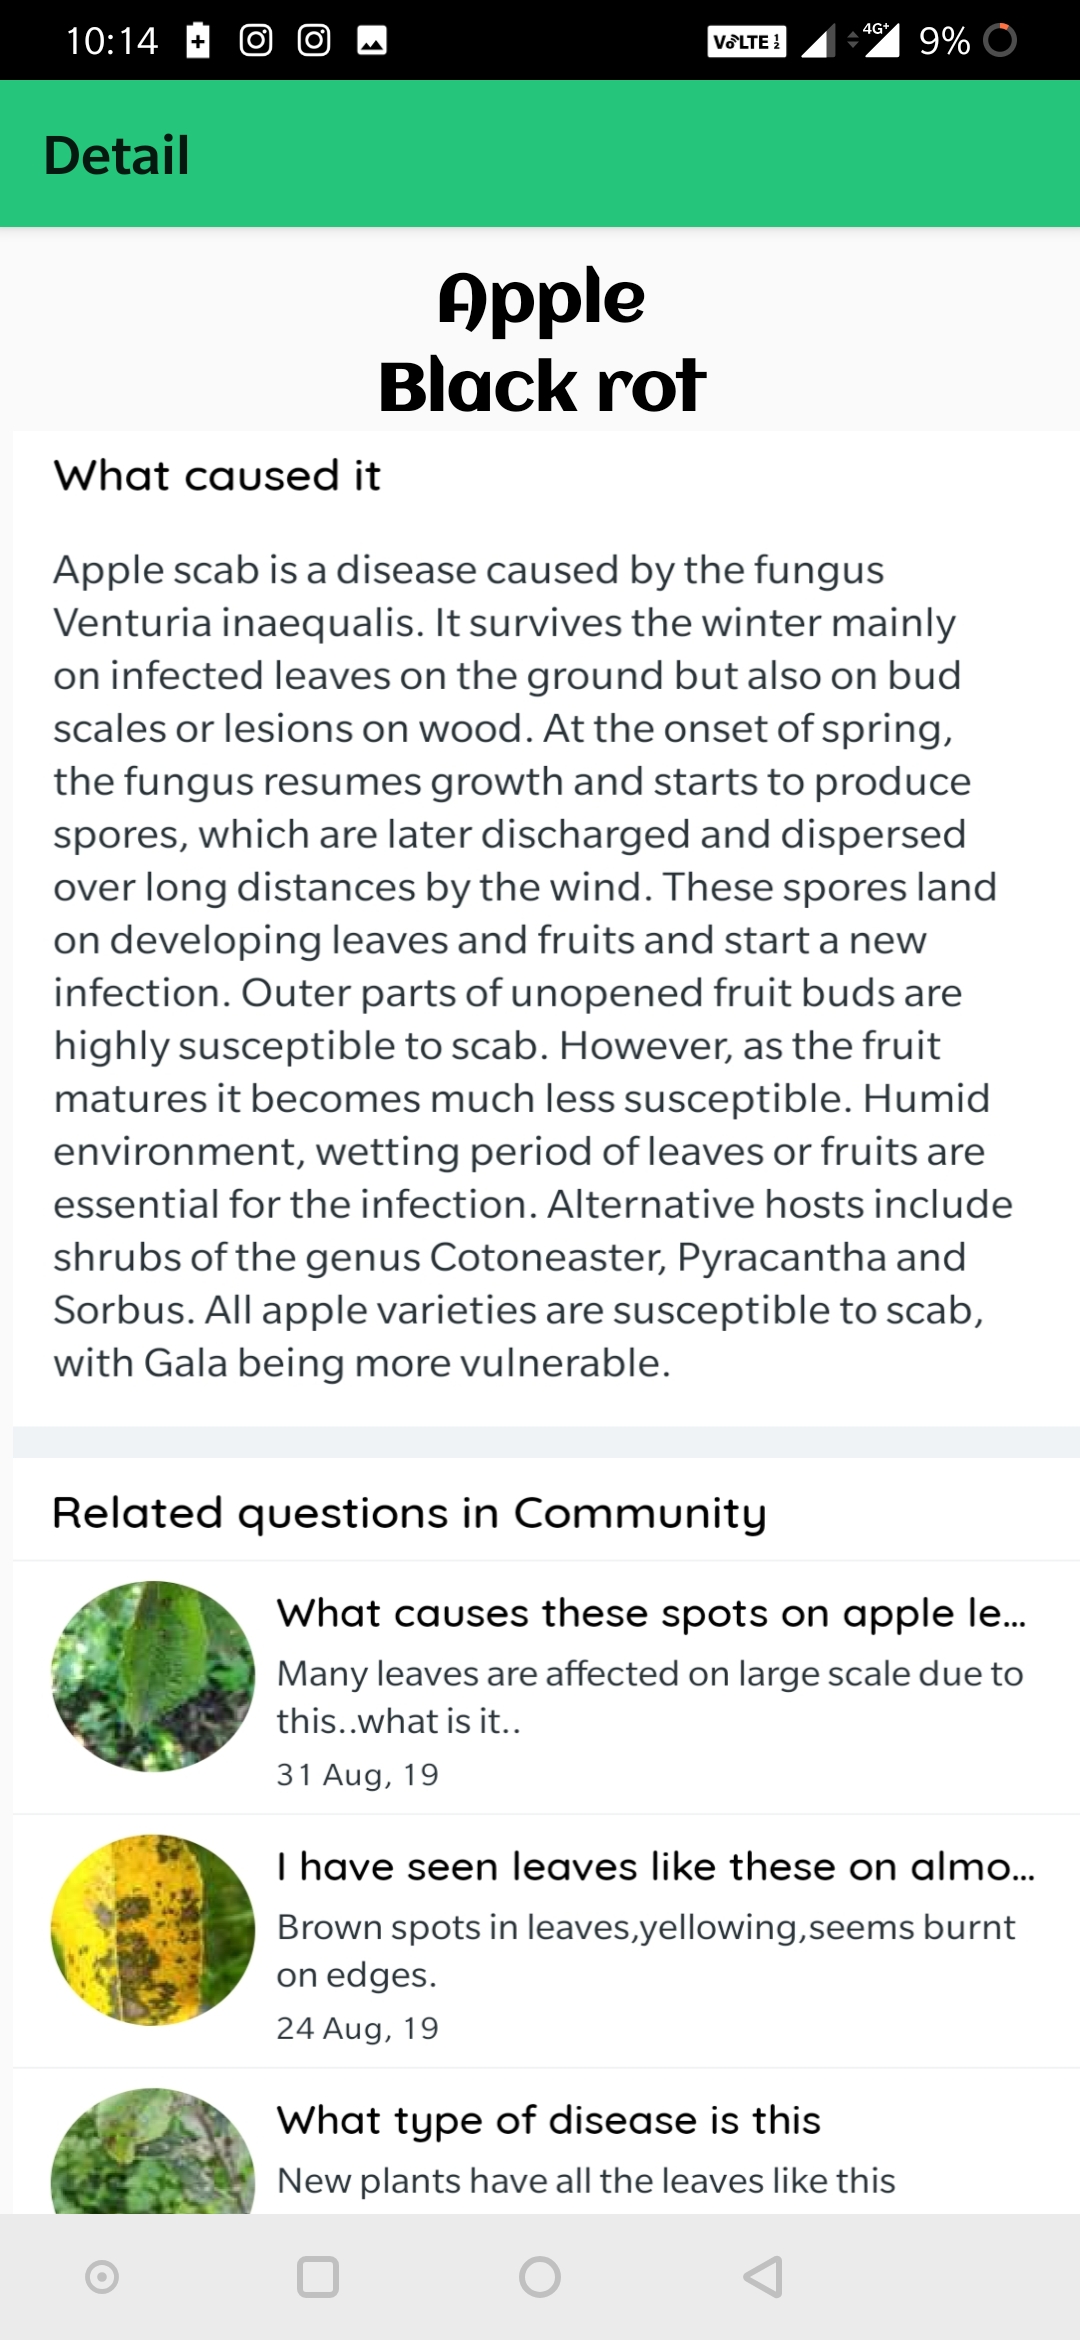 10:14
VoLTE 1 2
4G+
9%
Detail
Apple
Black rot
What caused it
Apple scab is a disease caused by the fungus
Venturia inaequalis. It survives the winter mainly
on infected leaves on the ground but also on bud
scales or lesions on wood. At the onset of spring,
the fungus resumes growth and starts to produce
spores, which are later discharged and dispersed
over long distances by the wind. These spores land
on developing leaves and fruits and start a new
infection. Outer parts of unopened fruit buds are
highly susceptible to scab. However, as the fruit
matures it becomes much less susceptible. Humid
environment, wetting period of leaves or fruits are
essential for the infection. Alternative hosts include
shrubs of the genus Cotoneaster, Pyracantha and
Sorbus. All apple varieties are susceptible to scab,
with Gala being more vulnerable.
Related questions in Community
What causes these spots on apple le...
Many leaves are affected on large scale due to
this..what is it..
31 Aug, 19
I have seen leaves like these on almo...
Brown spots in leaves,yellowing,seems burnt
on edges.
24 Aug, 19
What type of disease is this
New plants have all the leaves like this